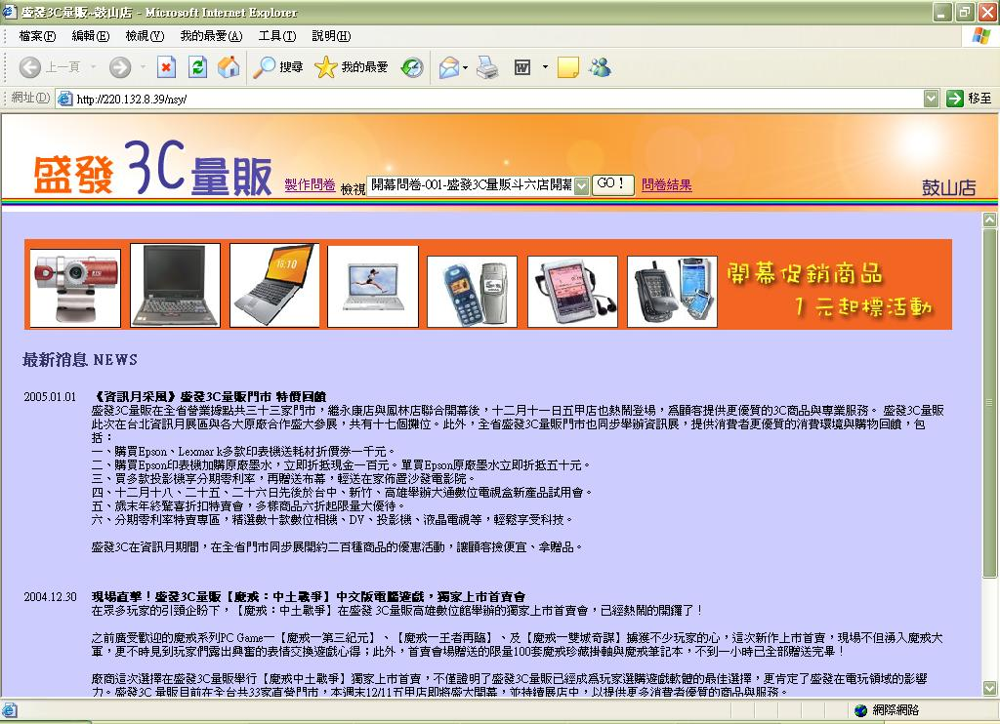 盛發3C量販--鼓山店 - Microsoft Internet Explorer
檔案(F) 編輯(E) 檢視(V) 我的最愛(A) 工具(T) 說明(H)
上一頁 搜尋 我的最愛
網址(D) http://220.132.8.39/nsy/ 移至
盛發3C量販 製作問卷 檢視 開幕問卷-001-盛發3C量販斗六店開幕 GO! 問卷結果 鼓山店
16:10
開幕促銷商品
1元起標活動
最新消息 NEWS
2005.01.01 《資訊月采風》盛發3C量販門市 特價回饋
盛發3C量販在全省營業據點共三十三家門市,繼永康店與鳳林店聯合開幕後,十二月十一日五甲店也熱鬧登場,為顧客提供更優質的3C商品與專業服務。 盛發3C量販
此次在台北資訊月展區與各大原廠合作盛大參展,共有十七個攤位。此外,全省盛發3C量販門市也同步舉辦資訊展,提供消費者更優質的消費環境與購物回饋,包
括:
一、購買Epson、Lexmark多款印表機送耗材折價券一千元。
二、購買Epson印表機加購原廠墨水,立即折抵現金一百元。單買Epson原廠墨水立即折抵五十元。
三、買多款投影機享分期零利率,再贈送布幕,輕送在家佈置沙發電影院。
四、十二月十八、二十五、二十六日先後於台中、新竹、高雄舉辦大通數位電視盒新產品試用會。
五、歲末年終驚喜折扣特賣會,多樣商品六折起限量大優待。
六、分期零利率特賣專區,精選數十款數位相機、DV、投影機、液晶電視等,輕鬆享受科技。
盛發3C在資訊月期間,在全省門市同步展開約二百種商品的優惠活動,讓顧客撿便宜、拿贈品。
2004.12.30 現場直擊!盛發3C量販【魔戒:中土戰爭】中文版電腦遊戲,獨家上市首賣會
在眾多玩家的引頸企盼下,【魔戒:中土戰爭】在盛發 3C量販高雄數位館舉辦的獨家上市首賣會,已經熱鬧的開鑼了!
之前廣受歡迎的魔戒系列PC Game—【魔戒—第三紀元】、【魔戒—王者再臨】、及【魔戒—雙城奇謀】擄獲不少玩家的心,這次新作上市首賣,現場不但湧入魔戒大
軍,更不時見到玩家們露出興奮的表情交換遊戲心得;此外,首賣會場贈送的限量100套魔戒珍藏掛軸與魔戒筆記本,不到一小時已全部贈送完畢!
廠商這次選擇在盛發3C量販舉行【魔戒中土戰爭】獨家上市首賣,不僅證明了盛發3C量販已經成為玩家選購遊戲軟體的最佳選擇,更肯定了盛發在電玩領域的影響
力。盛發3C 量販目前在全台共33家直營門市,本週末12/11五甲店即將盛大開幕,並持續展店中,以提供更多消費者優質的商品與服務。
網際網路